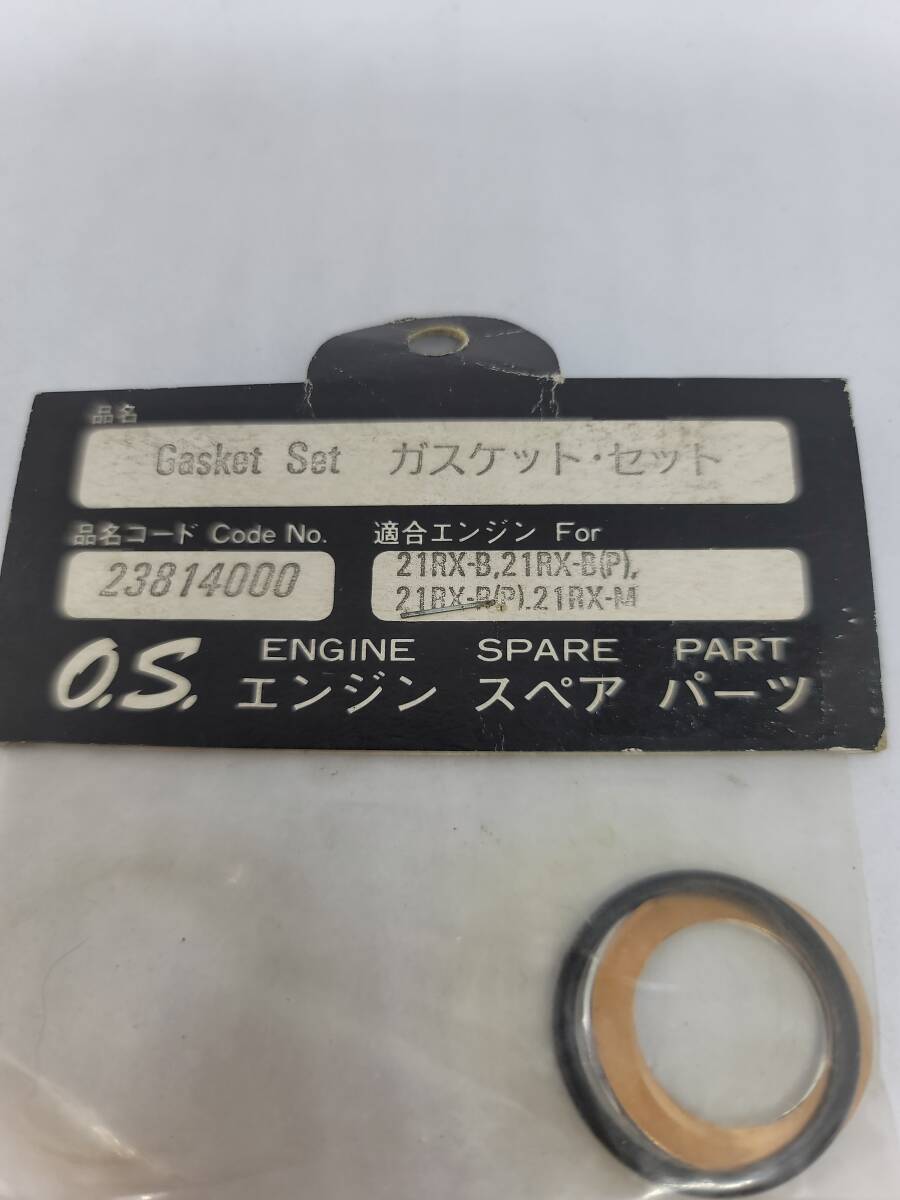 品名
Gasket Set ガスケット・セット
品名コード Code No. 適合エンジン For
23814000 21RX-B,21RX-B(P),
21RX-R(P).21RX-M
O.S. ENGINE SPARE PART
エンジン スペア パーツ